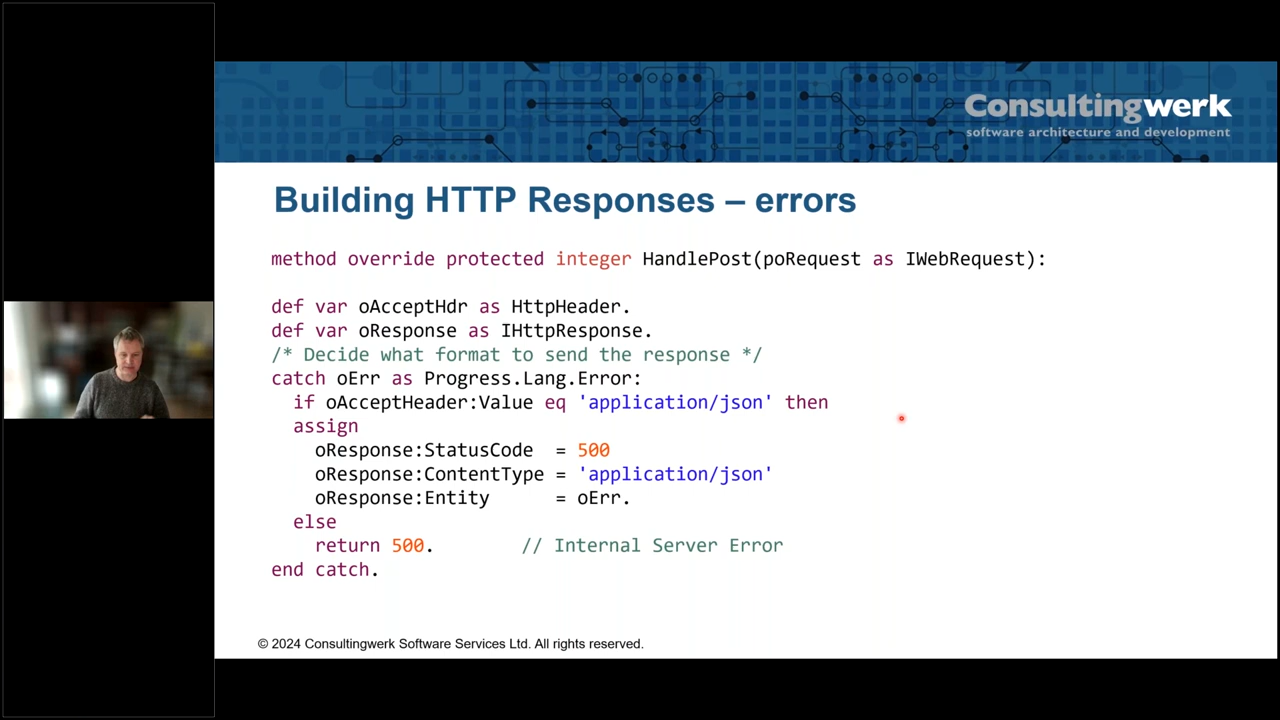 Consultingwerk
software architecture and development
Building HTTP Responses – errors
method override protected integer HandlePost(poRequest as IWebRequest):
def var oAcceptHdr as HttpHeader.
def var oResponse as IHttpResponse.
/* Decide what format to send the response */
catch oErr as Progress.Lang.Error:
if oAcceptHeader:Value eq 'application/json' then
assign
oResponse:StatusCode = 500
oResponse:ContentType = 'application/json'
oResponse:Entity = oErr.
else
return 500. // Internal Server Error
end catch.
© 2024 Consultingwerk Software Services Ltd. All rights reserved.